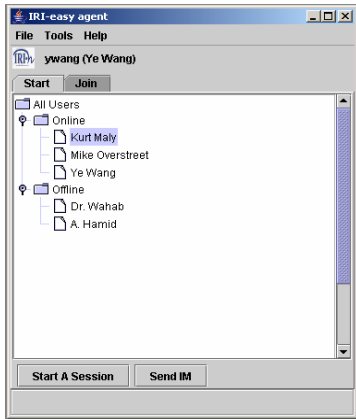 IRI-easy agent
File Tools Help
IRI ywang (Ye Wang)
Start Join
All Users
Online
Kurt Maly
Mike Overstreet
Ye Wang
Offline
Dr. Wahab
A. Hamid
Start A Session Send IM